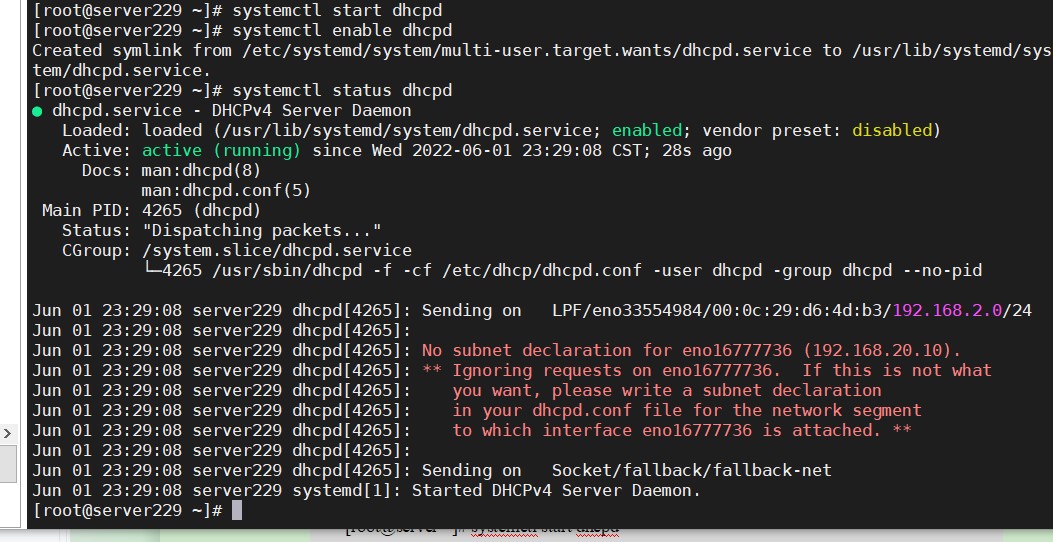 [root@server229 ~]# systemctl start dhcpd
[root@server229 ~]# systemctl enable dhcpd
Created symlink from /etc/systemd/system/multi-user.target.wants/dhcpd.service to /usr/lib/systemd/sys
tem/dhcpd.service.
[root@server229 ~]# systemctl status dhcpd
● dhcpd.service - DHCPv4 Server Daemon
   Loaded: loaded (/usr/lib/systemd/system/dhcpd.service; enabled; vendor preset: disabled)
   Active: active (running) since Wed 2022-06-01 23:29:08 CST; 28s ago
     Docs: man:dhcpd(8)
           man:dhcpd.conf(5)
 Main PID: 4265 (dhcpd)
   Status: "Dispatching packets..."
   CGroup: /system.slice/dhcpd.service
           └─4265 /usr/sbin/dhcpd -f -cf /etc/dhcp/dhcpd.conf -user dhcpd -group dhcpd --no-pid
Jun 01 23:29:08 server229 dhcpd[4265]: Sending on   LPF/eno33554984/00:0c:29:d6:4d:b3/192.168.2.0/24
Jun 01 23:29:08 server229 dhcpd[4265]:
Jun 01 23:29:08 server229 dhcpd[4265]: No subnet declaration for eno16777736 (192.168.20.10).
Jun 01 23:29:08 server229 dhcpd[4265]: ** Ignoring requests on eno16777736.  If this is not what
Jun 01 23:29:08 server229 dhcpd[4265]:    you want, please write a subnet declaration
Jun 01 23:29:08 server229 dhcpd[4265]:    in your dhcpd.conf file for the network segment
Jun 01 23:29:08 server229 dhcpd[4265]:    to which interface eno16777736 is attached. **
Jun 01 23:29:08 server229 dhcpd[4265]:
Jun 01 23:29:08 server229 dhcpd[4265]: Sending on   Socket/fallback/fallback-net
Jun 01 23:29:08 server229 systemd[1]: Started DHCPv4 Server Daemon.
[root@server229 ~]#
systemctl start dhcpd